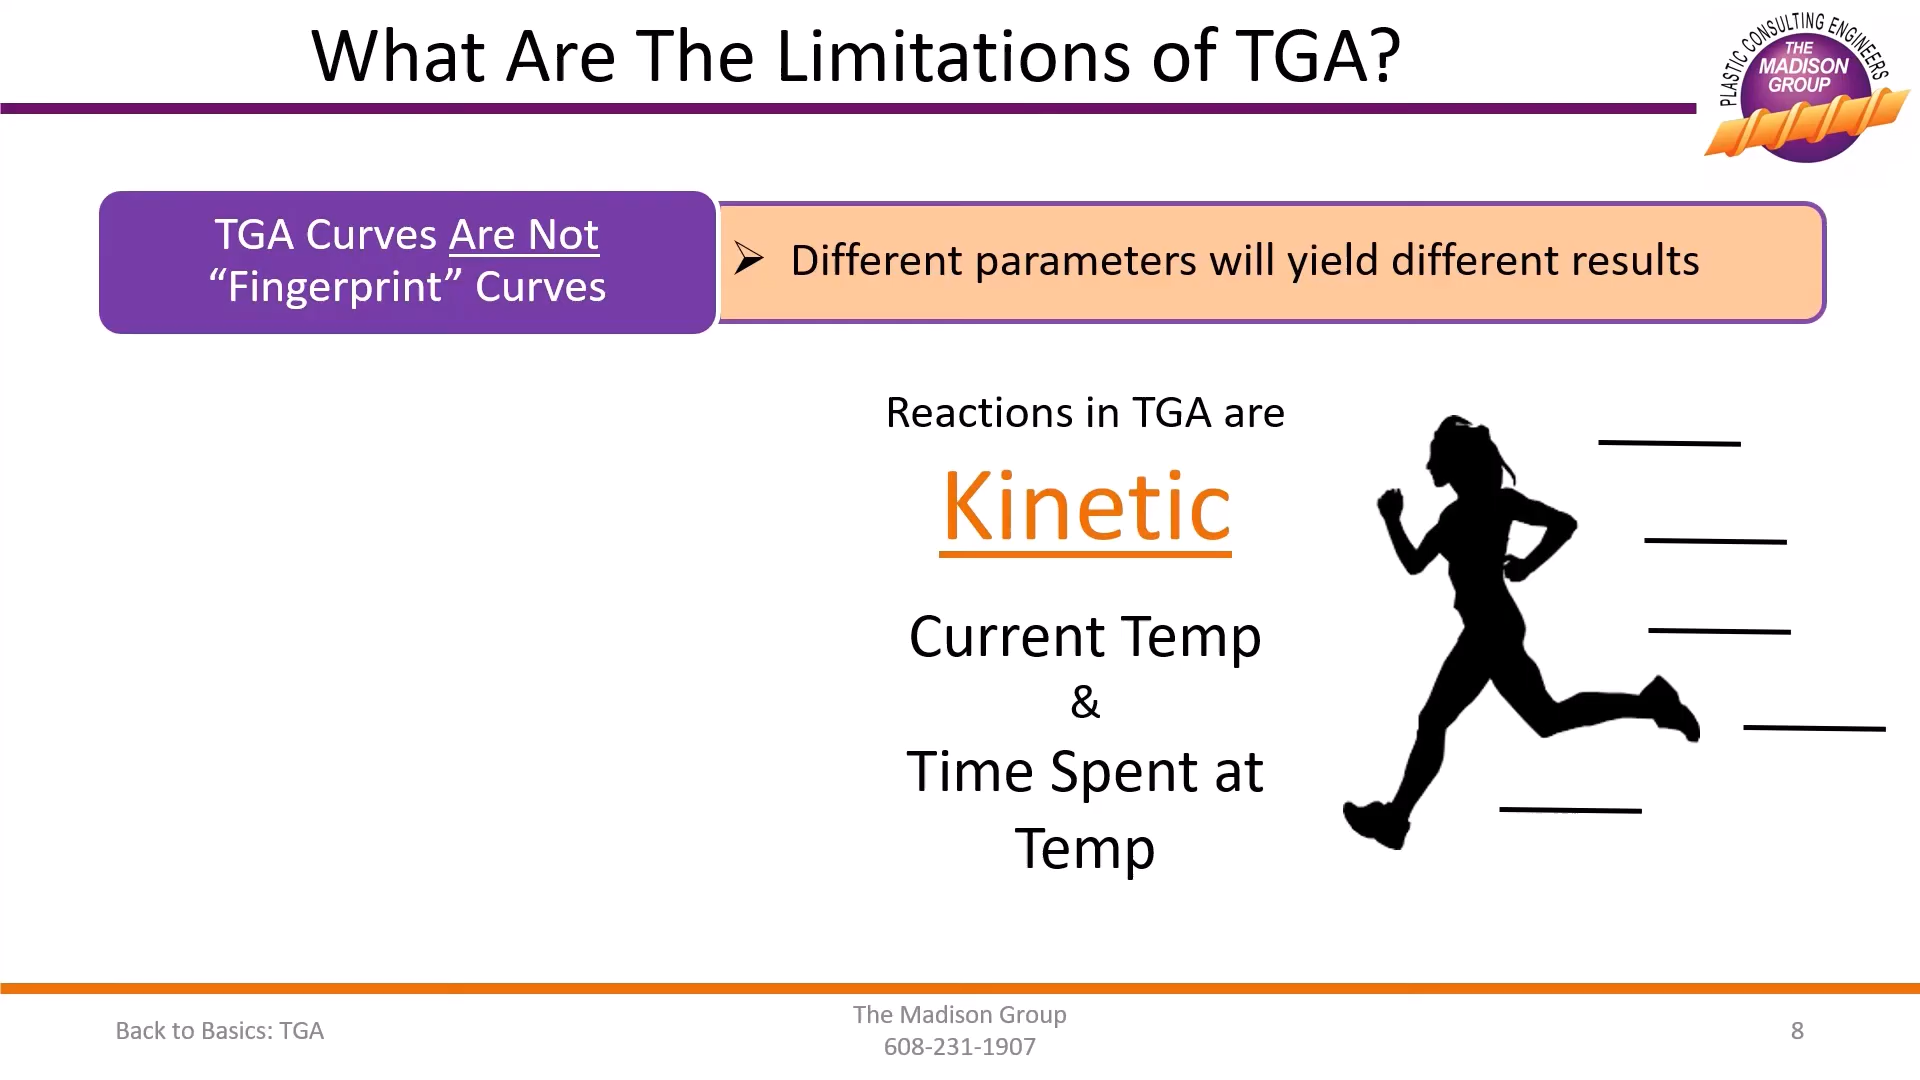 What Are The Limitations of TGA?
PLASTIC CONSULTING ENGINEERS
THE
MADISON
GROUP
TGA Curves Are Not
“Fingerprint” Curves
➢ Different parameters will yield different results
Reactions in TGA are
Kinetic
Current Temp
&
Time Spent at
Temp
Back to Basics: TGA
The Madison Group
608-231-1907
8